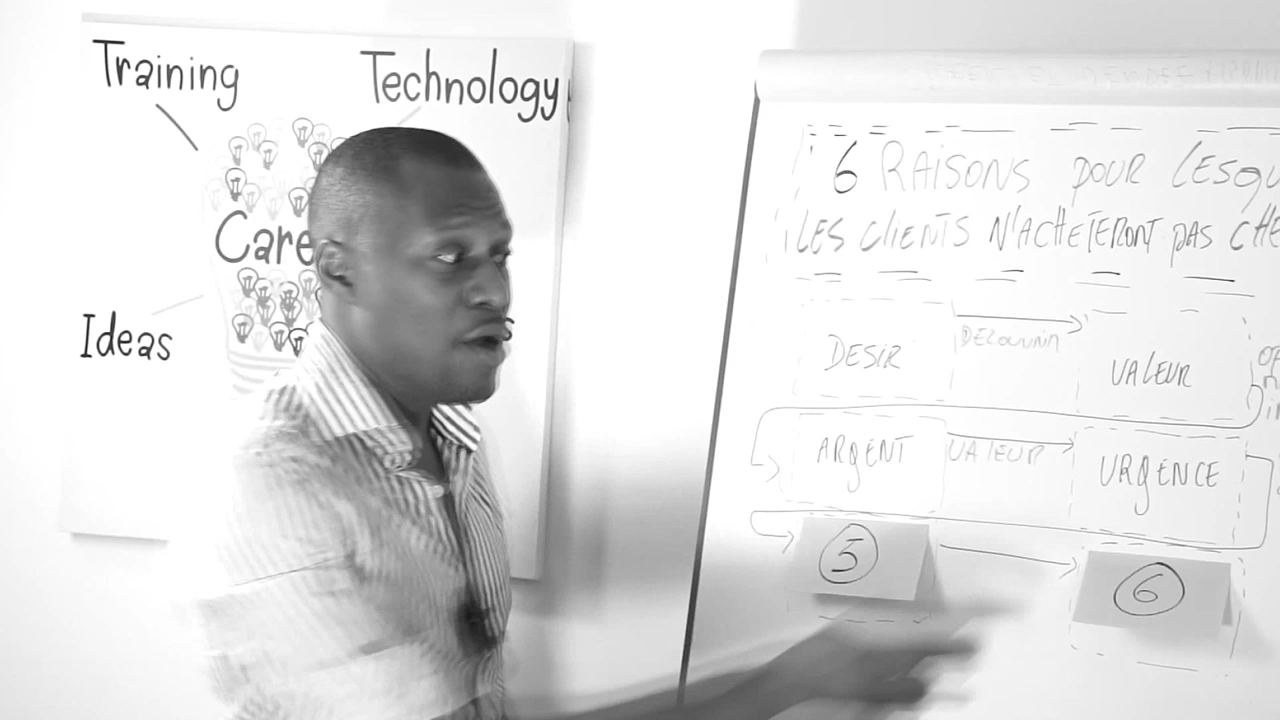 Training
Technology
Care
Ideas
6 RAISONS POUR LESQU
LES CLIENTS N'ACHETERONT PAS CHE
DESIR
VALEUR
ARGENT
VALEUR
URGENCE
5
6